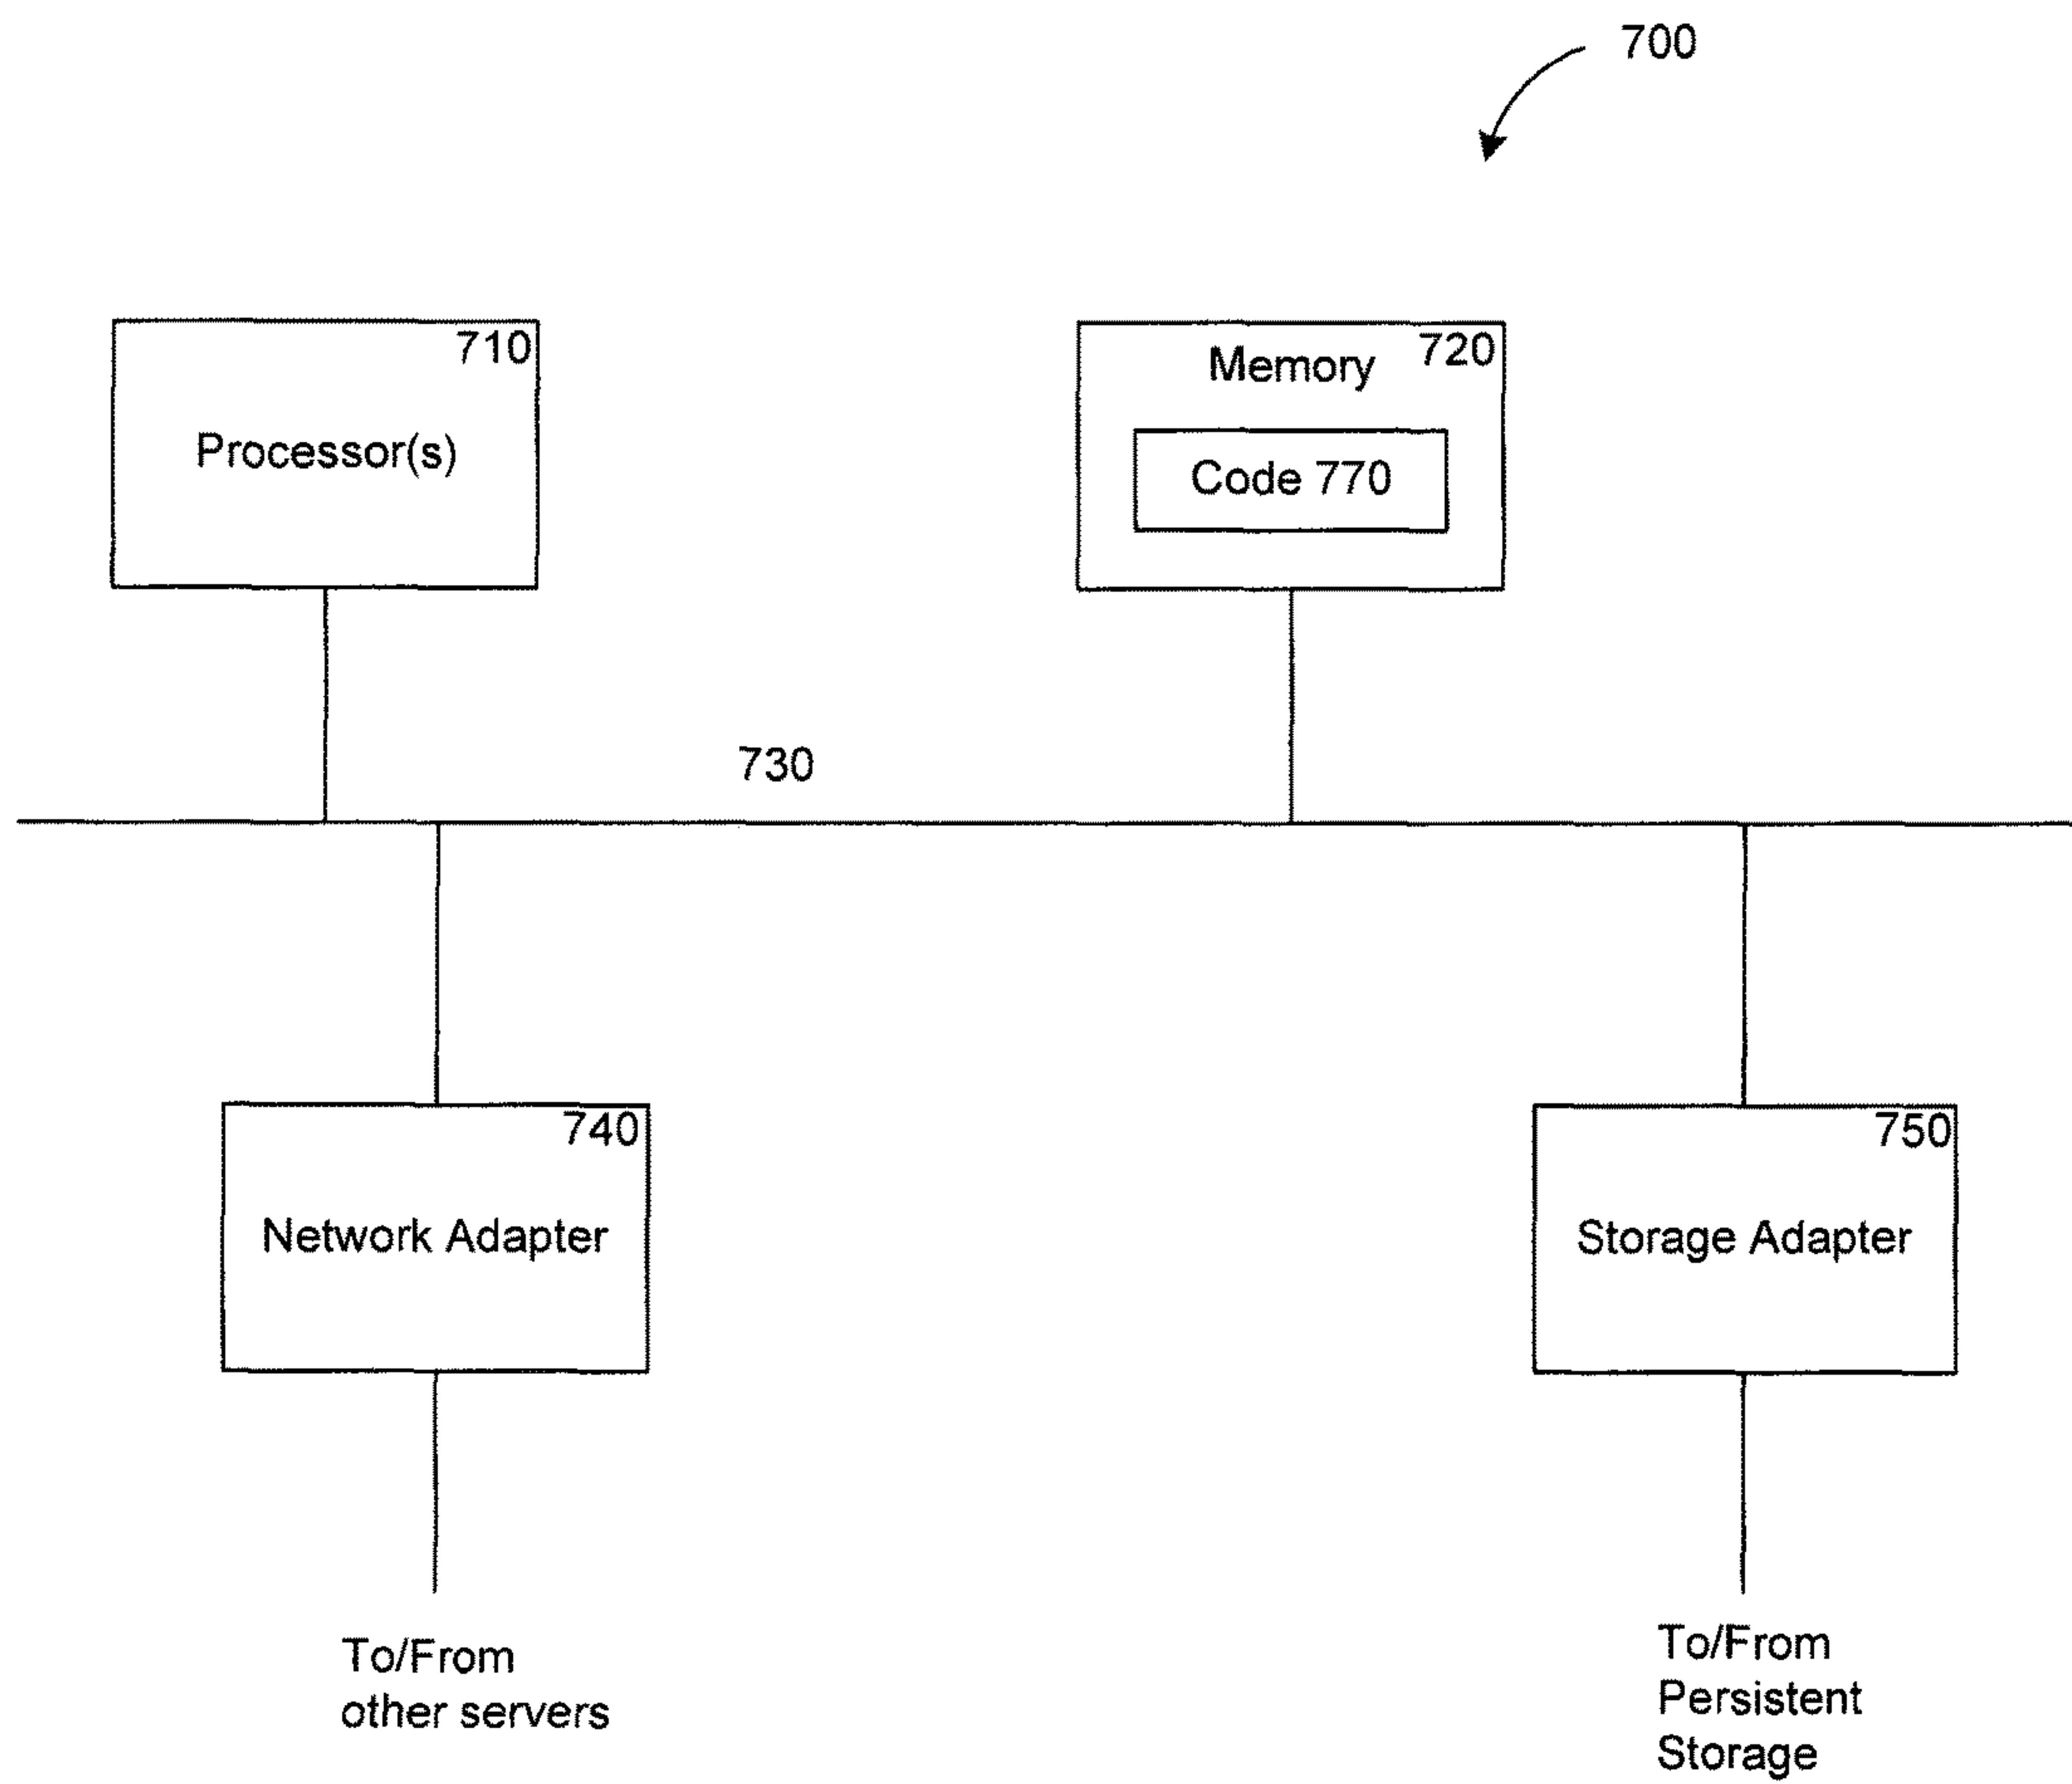 700
710
Processor(s)
720
Memory
Code 770
730
740
Network Adapter
750
Storage Adapter
To/From
other servers
To/From
Persistent
Storage